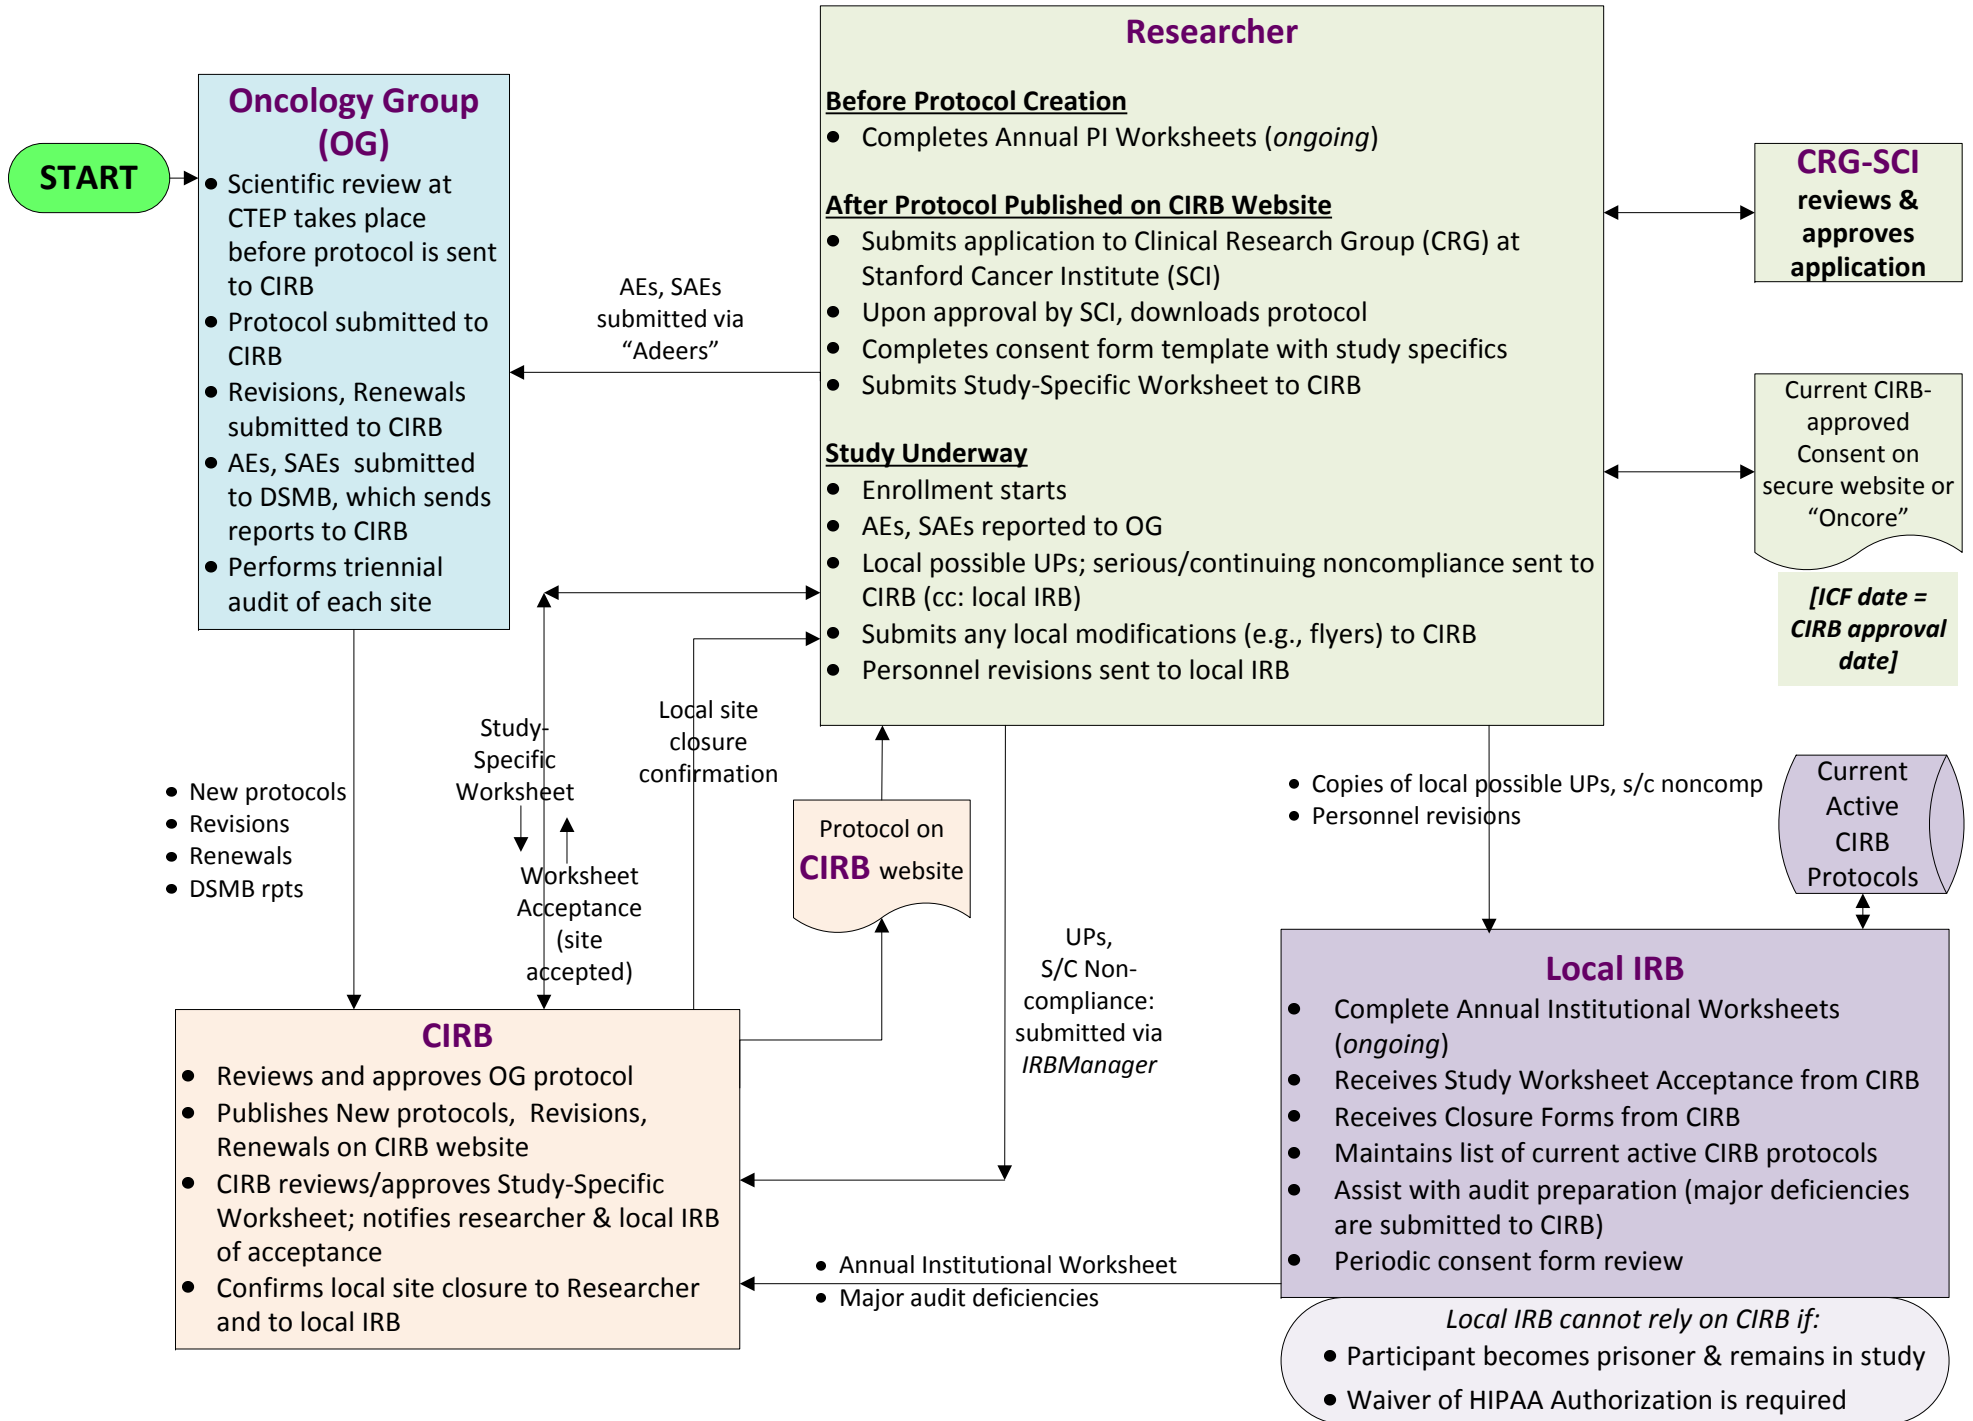 START
Oncology Group
(OG)
• Scientific review at
CTEP takes place
before protocol is sent
to CIRB
• Protocol submitted to
CIRB
• Revisions, Renewals
submitted to CIRB
• AEs, SAEs submitted
to DSMB, which sends
reports to CIRB
• Performs triennial
audit of each site
AEs, SAEs
submitted via
“Adeers”
Researcher
Before Protocol Creation
• Completes Annual PI Worksheets (ongoing)
After Protocol Published on CIRB Website
• Submits application to Clinical Research Group (CRG) at
Stanford Cancer Institute (SCI)
• Upon approval by SCI, downloads protocol
• Completes consent form template with study specifics
• Submits Study-Specific Worksheet to CIRB
Study Underway
• Enrollment starts
• AEs, SAEs reported to OG
• Local possible UPs; serious/continuing noncompliance sent to
CIRB (cc: local IRB)
• Submits any local modifications (e.g., flyers) to CIRB
• Personnel revisions sent to local IRB
CRG-SCI
reviews &
approves
application
Current CIRB-
approved
Consent on
secure website or
“Oncore”
[ICF date =
CIRB approval
date]
• New protocols
• Revisions
• Renewals
• DSMB rpts
Study-
Specific
Worksheet
Worksheet
Acceptance
(site
accepted)
Local site
closure
confirmation
Protocol on
CIRB website
UPs,
S/C Non-
compliance:
submitted via
IRBManager
• Copies of local possible UPs, s/c noncomp
• Personnel revisions
Current
Active
CIRB
Protocols
CIRB
• Reviews and approves OG protocol
• Publishes New protocols, Revisions,
Renewals on CIRB website
• CIRB reviews/approves Study-Specific
Worksheet; notifies researcher & local IRB
of acceptance
• Confirms local site closure to Researcher
and to local IRB
• Annual Institutional Worksheet
• Major audit deficiencies
Local IRB
• Complete Annual Institutional Worksheets
(ongoing)
• Receives Study Worksheet Acceptance from CIRB
• Receives Closure Forms from CIRB
• Maintains list of current active CIRB protocols
• Assist with audit preparation (major deficiencies
are submitted to CIRB)
• Periodic consent form review
Local IRB cannot rely on CIRB if:
• Participant becomes prisoner & remains in study
• Waiver of HIPAA Authorization is required